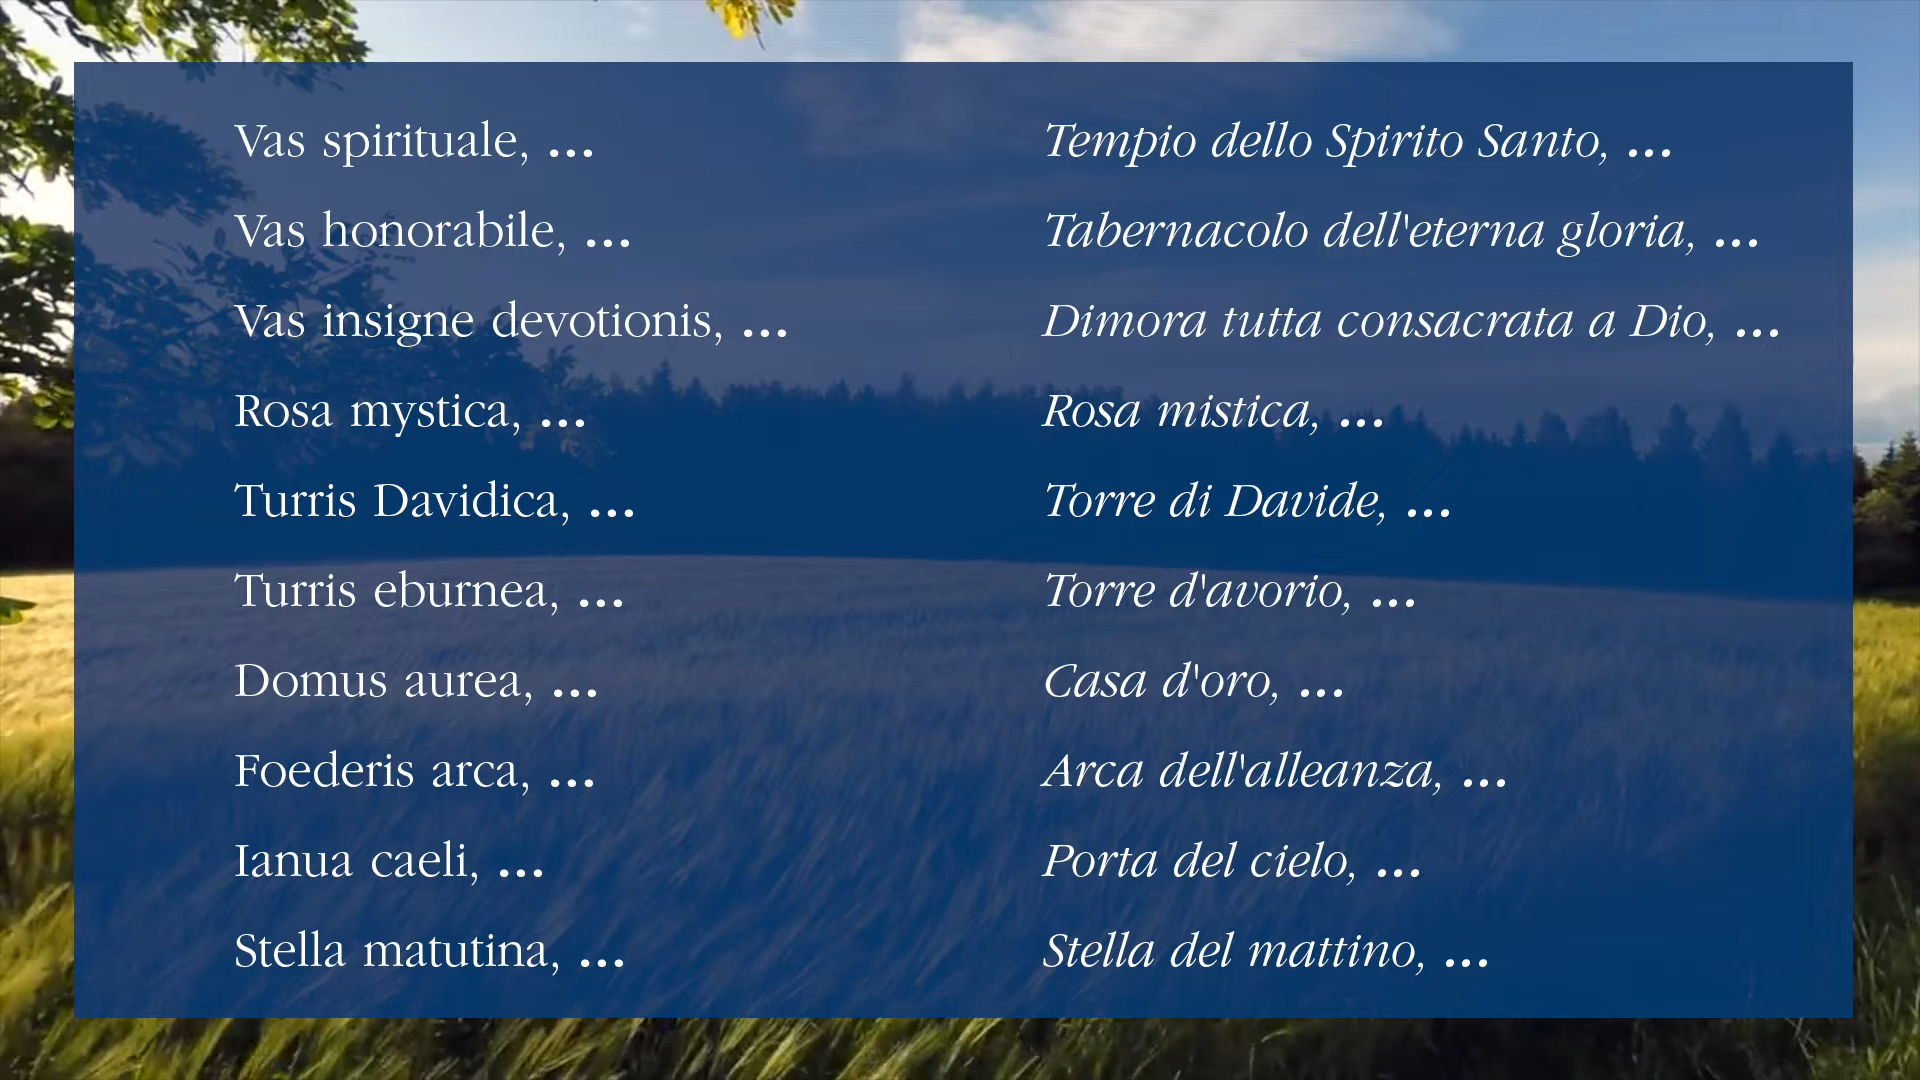 Vas spirituale, ...
Vas honorabile, ...
Vas insigne devotionis, ...
Rosa mystica, ...
Turris Davidica, ...
Turris eburnea, ...
Domus aurea, ...
Foederis arca, ...
Ianua caeli, ...
Stella matutina, ...
Tempio dello Spirito Santo, ...
Tabernacolo dell'eterna gloria, ...
Dimora tutta consacrata a Dio, ...
Rosa mistica, ...
Torre di Davide, ...
Torre d'avorio, ...
Casa d'oro, ...
Arca dell'alleanza, ...
Porta del cielo, ...
Stella del mattino, ...